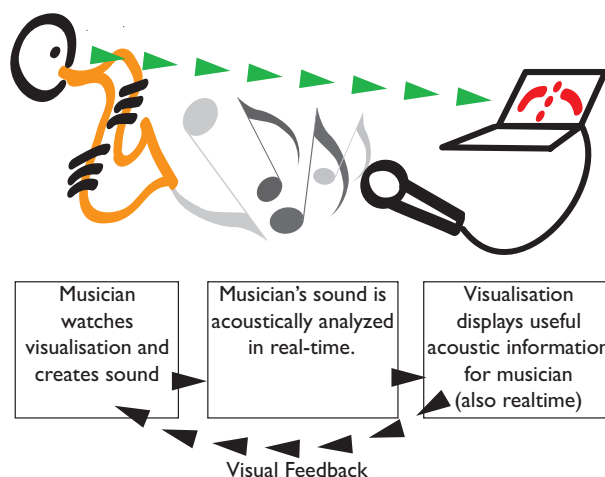 Musician
watches
visualisation and
creates sound
Musician's sound is
acoustically analyzed
in real-time.
Visualisation
displays useful
acoustic information
for musician
(also realtime)
Visual Feedback